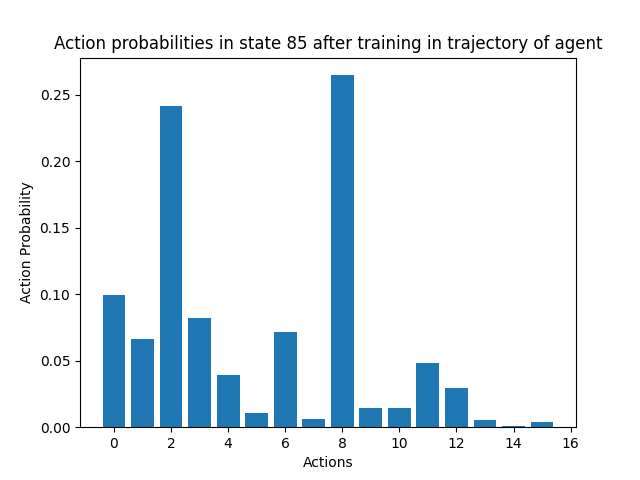 Action probabilities in state 85 after training in trajectory of agent
Action Probability
0.25
0.20
0.15
0.10
0.05
0.00
0 2 4 6 8 10 12 14 16
Actions